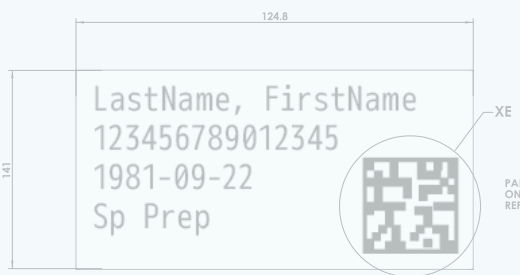 124.8
LastName, FirstName
XE
123456789012345
141
1981-09-22
Sp Prep